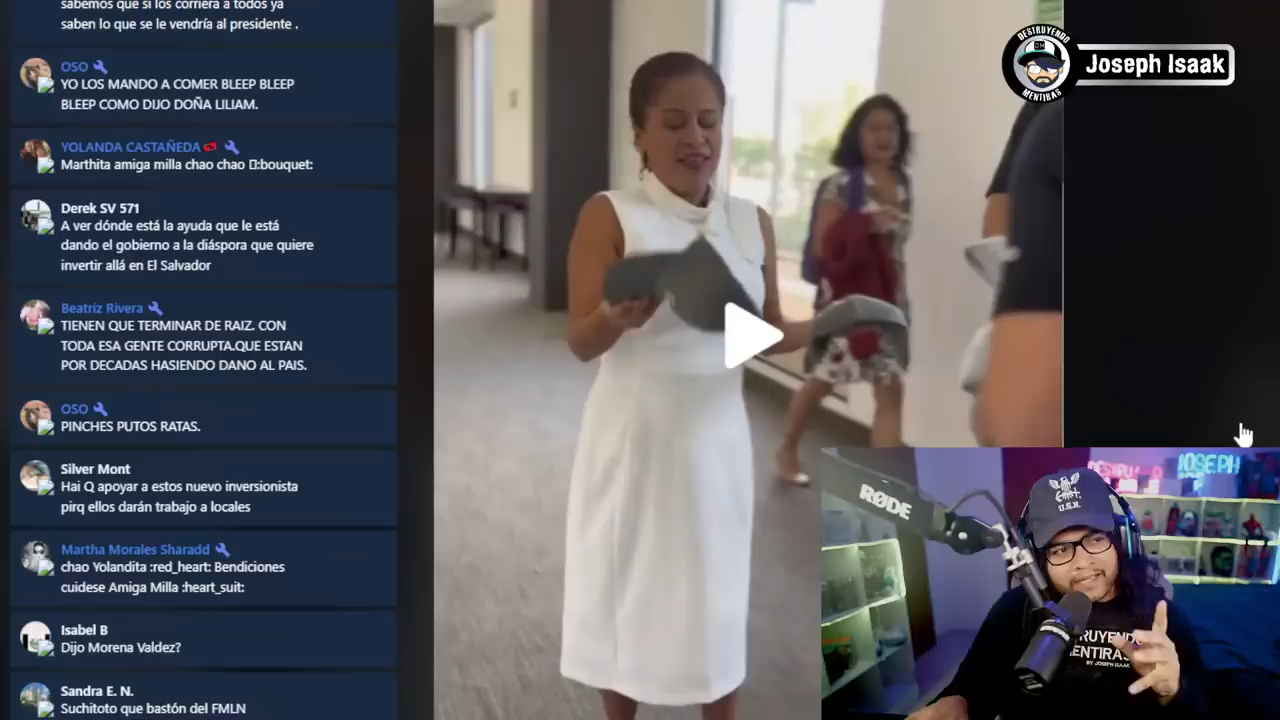 sabemos que si los corriera a todos ya
saben lo que se le vendría al presidente .
OSO
YO LOS MANDO A COMER BLEEP BLEEP
BLEEP COMO DIJO DOÑA LILIAM.
YOLANDA CASTAÑEDA
Marthita amiga milla chao chao :bouquet:
Derek SV 571
A ver dónde está la ayuda que le está
dando el gobierno a la diáspora que quiere
invertir allá en El Salvador
Beatriz Rivera
TIENEN QUE TERMINAR DE RAIZ. CON
TODA ESA GENTE CORRUPTA.QUE ESTAN
POR DECADAS HASIENDO DANO AL PAIS.
OSO
PINCHES PUTOS RATAS.
Silver Mont
Hai Q apoyar a estos nuevo inversionista
pirq ellos darán trabajo a locales
Martha Morales Sharadd
chao Yolandita :red_heart: Bendiciones
cuidese Amiga Milla :heart_suit:
Isabel B
Dijo Morena Valdez?
Sandra E. N.
Suchitoto que bastón del FMLN
DESTRUYENDO
MENTIRAS
Joseph Isaak
RØDE
JOSEPH
U.S.N.
RUYENDO
ENTIRAS
BY JOSEPH ISAAK